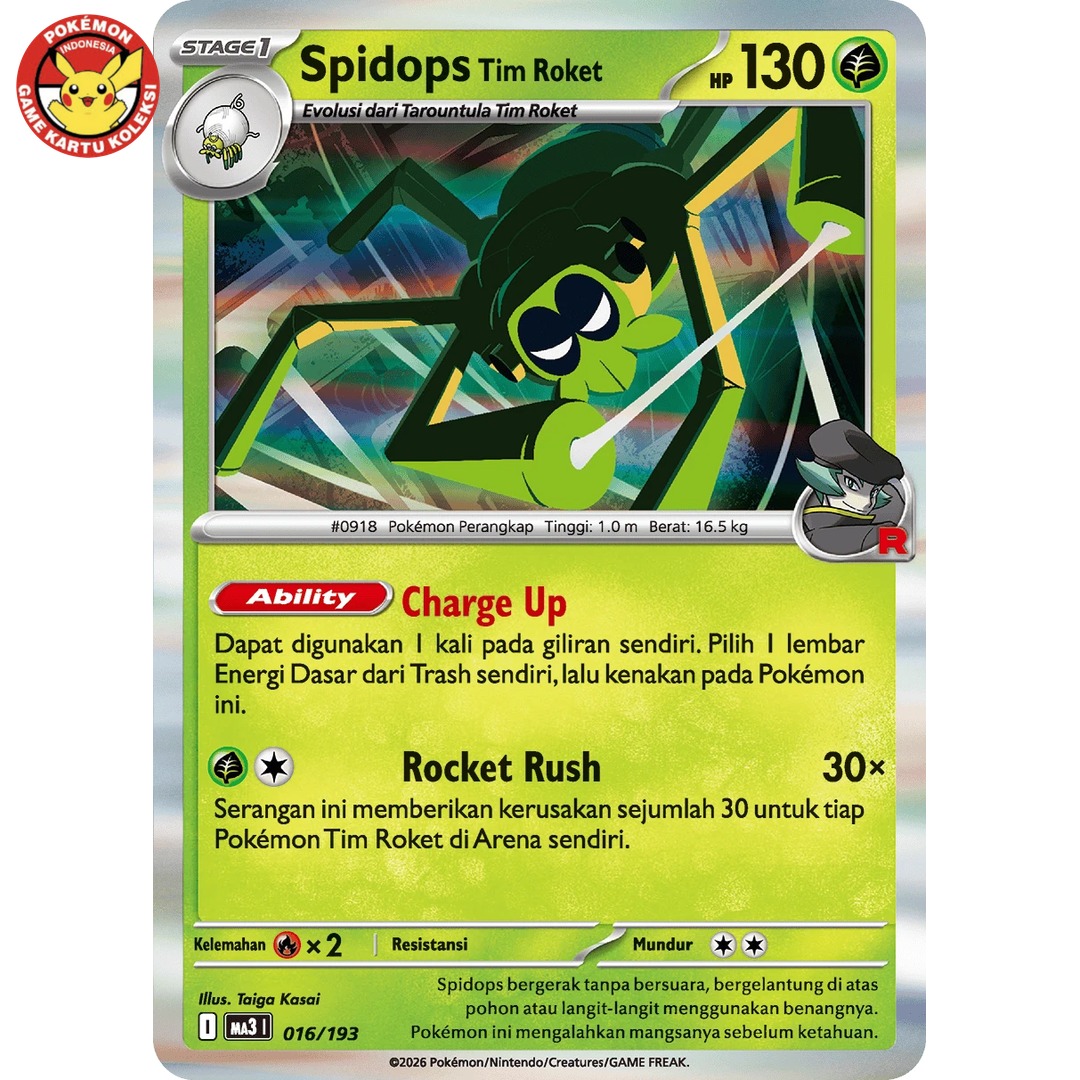 POKÉMON
INDONESIA
GAME KARTU KOLEKSI
STAGE1
Spidops Tim Roket
HP 130
Evolusi dari Tarountula Tim Roket
#0918 Pokémon Perangkap Tinggi: 1.0 m Berat: 16.5 kg
R
Ability Charge Up
Dapat digunakan 1 kali pada giliran sendiri. Pilih 1 lembar
Energi Dasar dari Trash sendiri, lalu kenakan pada Pokémon
ini.
Rocket Rush 30×
Serangan ini memberikan kerusakan sejumlah 30 untuk tiap
Pokémon Tim Roket di Arena sendiri.
Kelemahan ×2 Resistansi Mundur
Illus. Taiga Kasai
Spidops bergerak tanpa bersuara, bergelantung di atas
pohon atau langit-langit menggunakan benangnya.
Pokémon ini mengalahkan mangsanya sebelum ketahuan.
I MA3 I 016/193
©2026 Pokémon/Nintendo/Creatures/GAME FREAK.